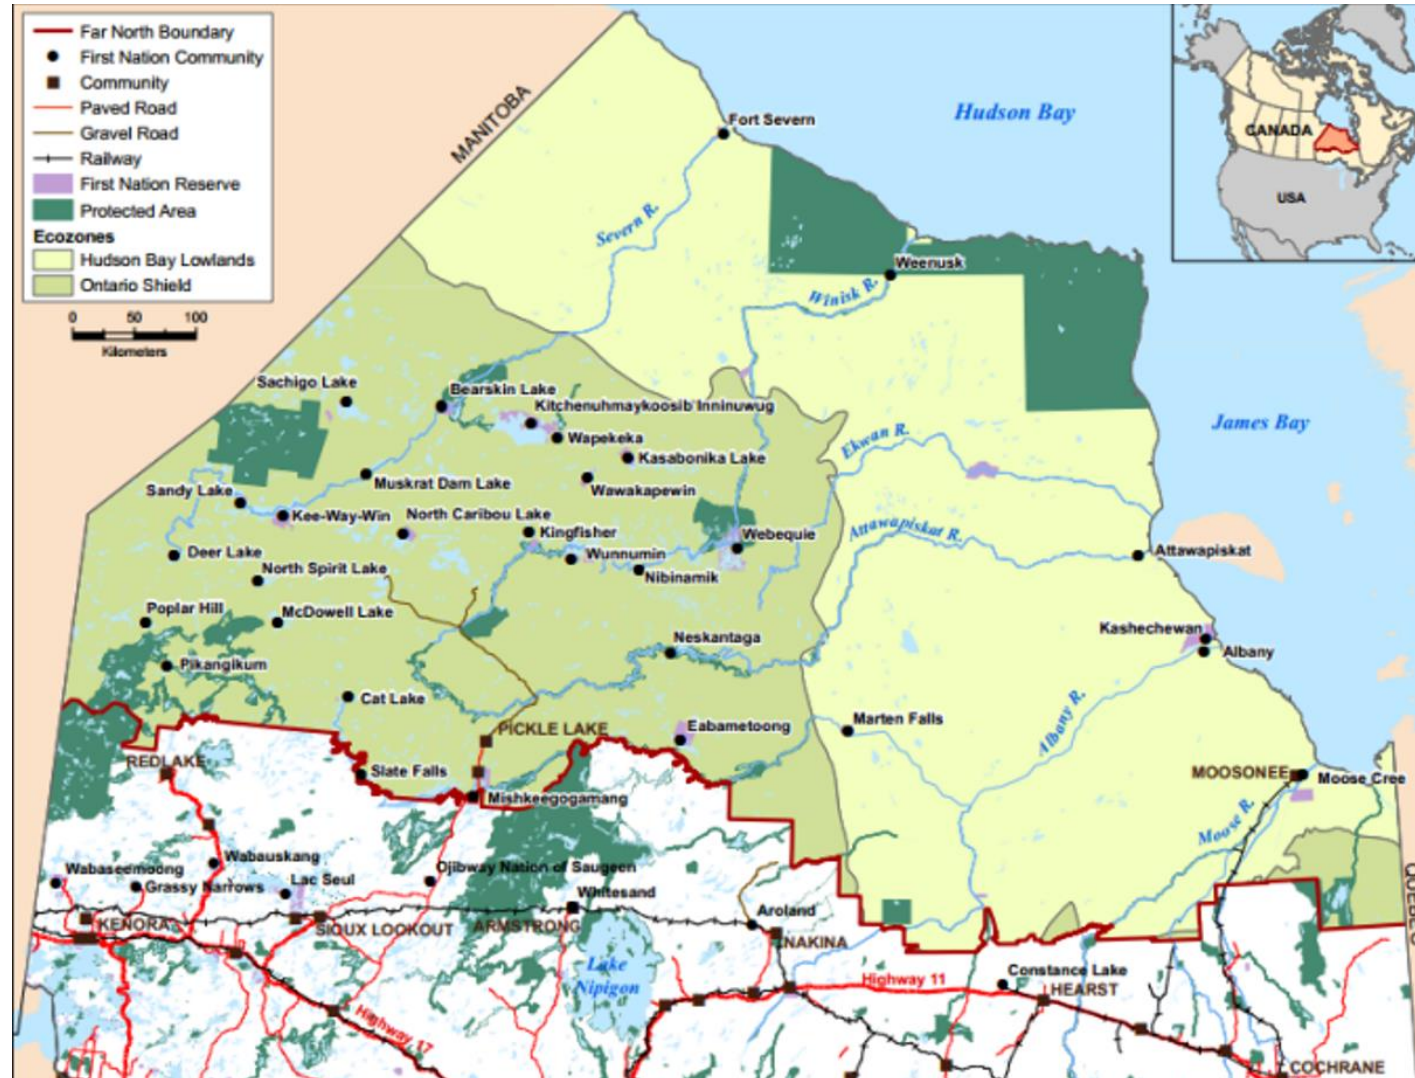 Far North Boundary
First Nation Community
Community
Paved Road
Gravel Road
Railway
First Nation Reserve
Protected Area
Ecozones
Hudson Bay Lowlands
Ontario Shield
0 50 100
Kilometers
MANITOBA
Hudson Bay
CANADA
USA
Fort Severn
Severn R.
Weenusk
Winisk R.
James Bay
Sachigo Lake
Bearskin Lake
Kitchenuhmaykoosib Inninuwug
Wapekeka
Kasabonika Lake
Ekwan R.
Muskrat Dam Lake
Wawakapewin
Sandy Lake
Kee-Way-Win
North Caribou Lake
Kingfisher
Webequie
Attawapiskat R.
Attawapiskat
Deer Lake
Wunnumin
North Spirit Lake
Nibinamik
Poplar Hill
McDowell Lake
Kashechewan
Neskantaga
Albany
Pikangikum
Cat Lake
Albany R.
Marten Falls
Eabametoong
PICKLE LAKE
REDLAKE
Slate Falls
MOOSONEE
Moose Cree
Mishkeegogamang
Moose R.
Wabauskang
Wabaseemoong
Grassy Narrows
Lac Seul
Ojibway Nation of Saugeen
Whitesand
QUEBEC
KENORA
SIOUX LOOKOUT
ARMSTRONG
Aroland
NAKINA
Lake
Nipigon
Constance Lake
Highway 11
HEARST
Highway 17
COCHRANE